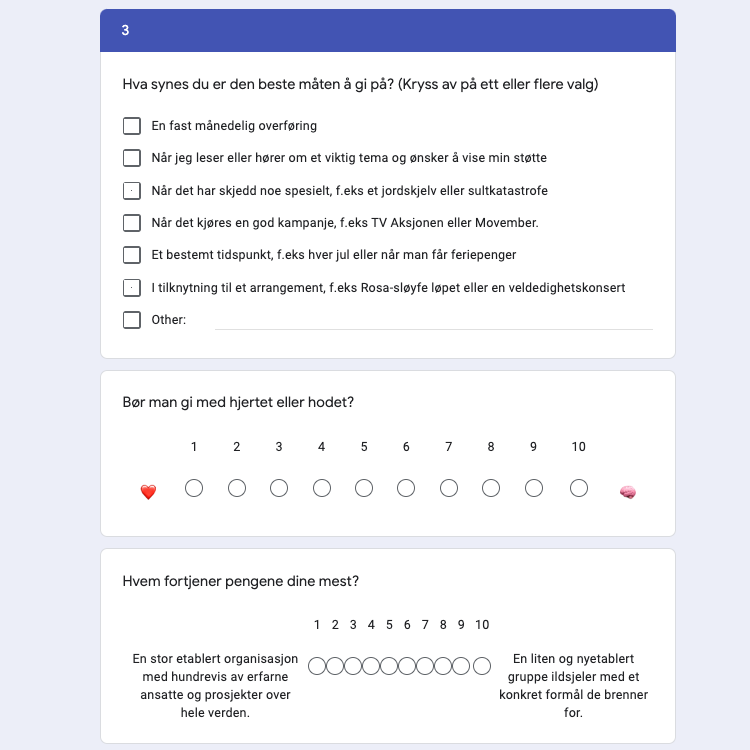 3
Hva synes du er den beste måten å gi på? (Kryss av på ett eller flere valg)
En fast månedelig overføring
Når jeg leser eller hører om et viktig tema og ønsker å vise min støtte
Når det har skjedd noe spesielt, f.eks et jordskjelv eller sultkatastrofe
Når det kjøres en god kampanje, f.eks TV Aksjonen eller Movember.
Et bestemt tidspunkt, f.eks hver jul eller når man får feriepenger
I tilknytning til et arrangement, f.eks Rosa-sløyfe løpet eller en veldedighetskonsert
Other:
Bør man gi med hjertet eller hodet?
1 2 3 4 5 6 7 8 9 10
Hvem fortjener pengene dine mest?
1 2 3 4 5 6 7 8 9 10
En stor etablert organisasjon
med hundrevis av erfarne
ansatte og prosjekter over
hele verden.
En liten og nyetablert
gruppe ildsjeler med et
konkret formål de brenner
for.